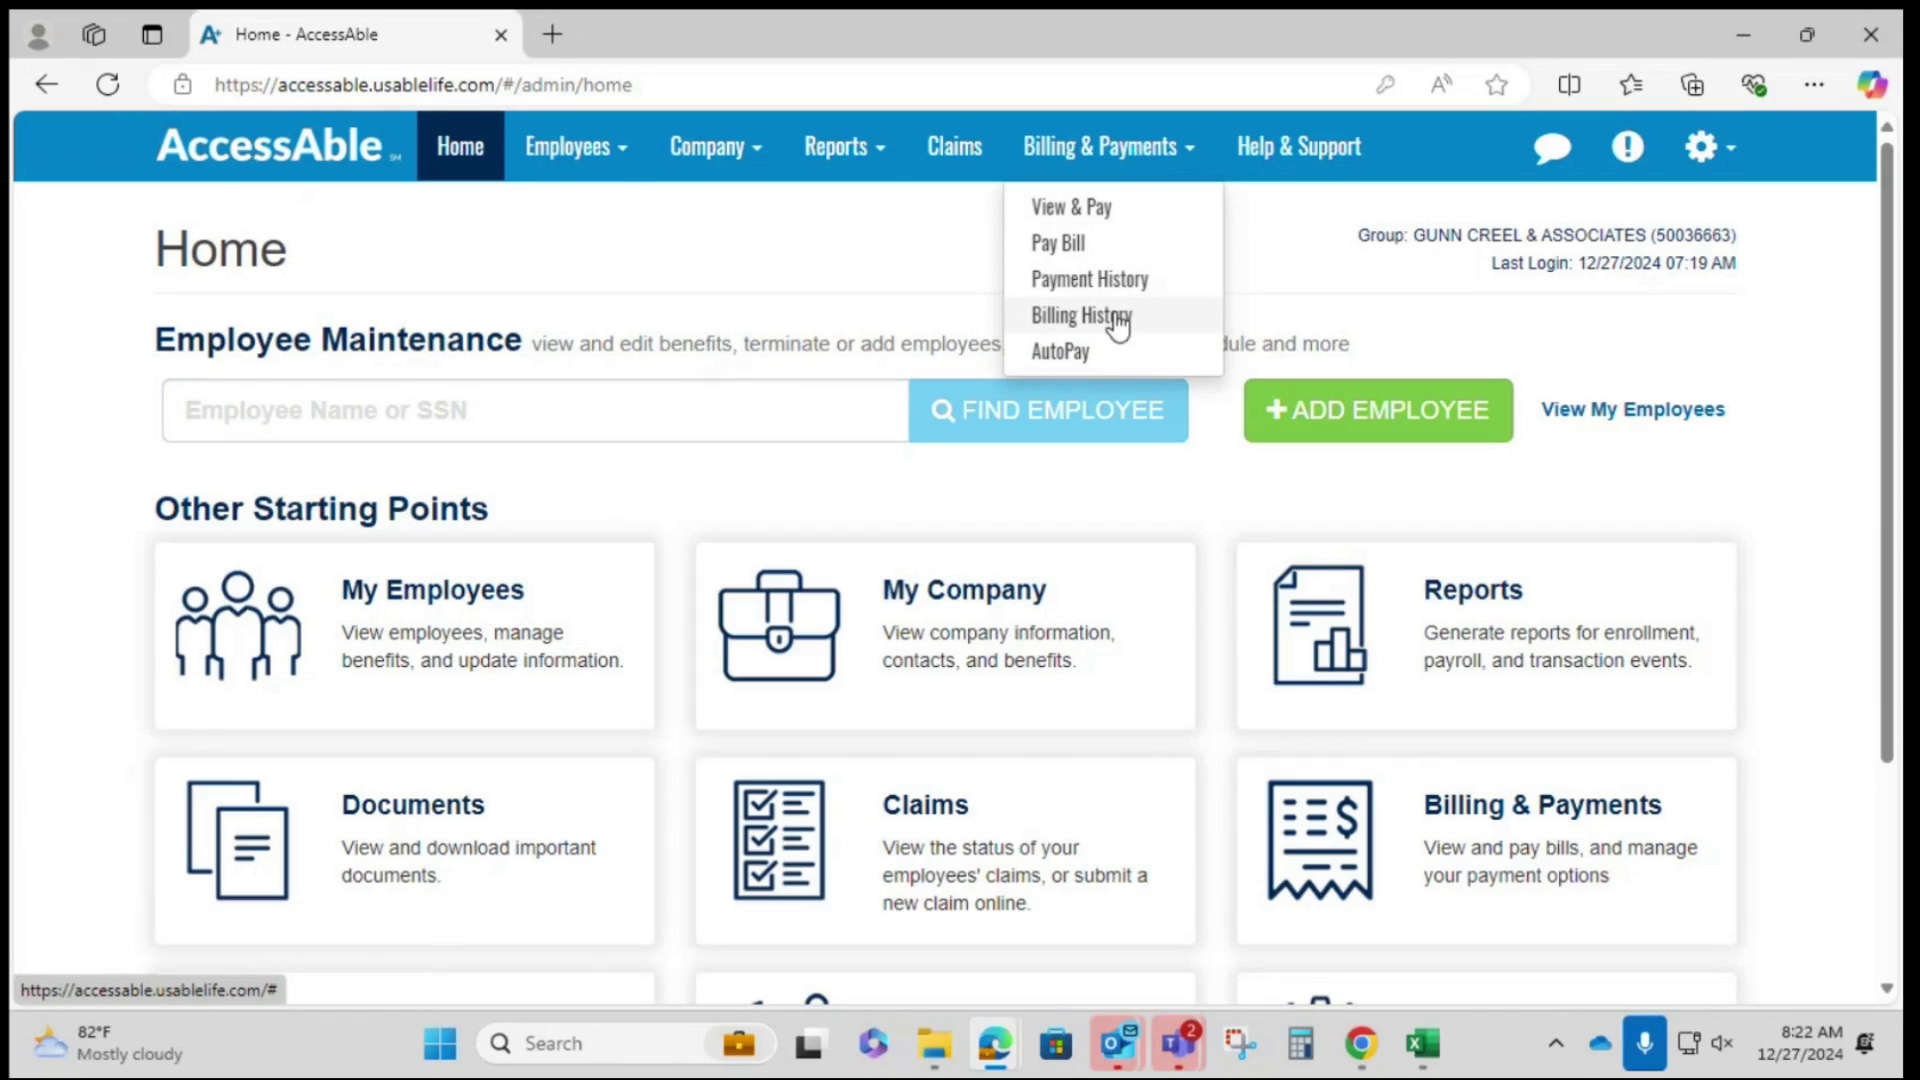 Home - AccessAble
https://accessable.usablelife.com/#/admin/home
AccessAble SM
Home
Employees
Company
Reports
Claims
Billing & Payments
Help & Support
View & Pay
Pay Bill
Payment History
Billing History
AutoPay
Home
Group: GUNN CREEL & ASSOCIATES (50036663)
Last Login: 12/27/2024 07:19 AM
Employee Maintenance view and edit benefits, terminate or add employees, dule and more
Employee Name or SSN
FIND EMPLOYEE
ADD EMPLOYEE
View My Employees
Other Starting Points
My Employees
View employees, manage
benefits, and update information.
My Company
View company information,
contacts, and benefits.
Reports
Generate reports for enrollment,
payroll, and transaction events.
Documents
View and download important
documents.
Claims
View the status of your
employees' claims, or submit a
new claim online.
Billing & Payments
View and pay bills, and manage
your payment options
https://accessable.usablelife.com/#
82°F
Mostly cloudy
Search
2
8:22 AM
12/27/2024